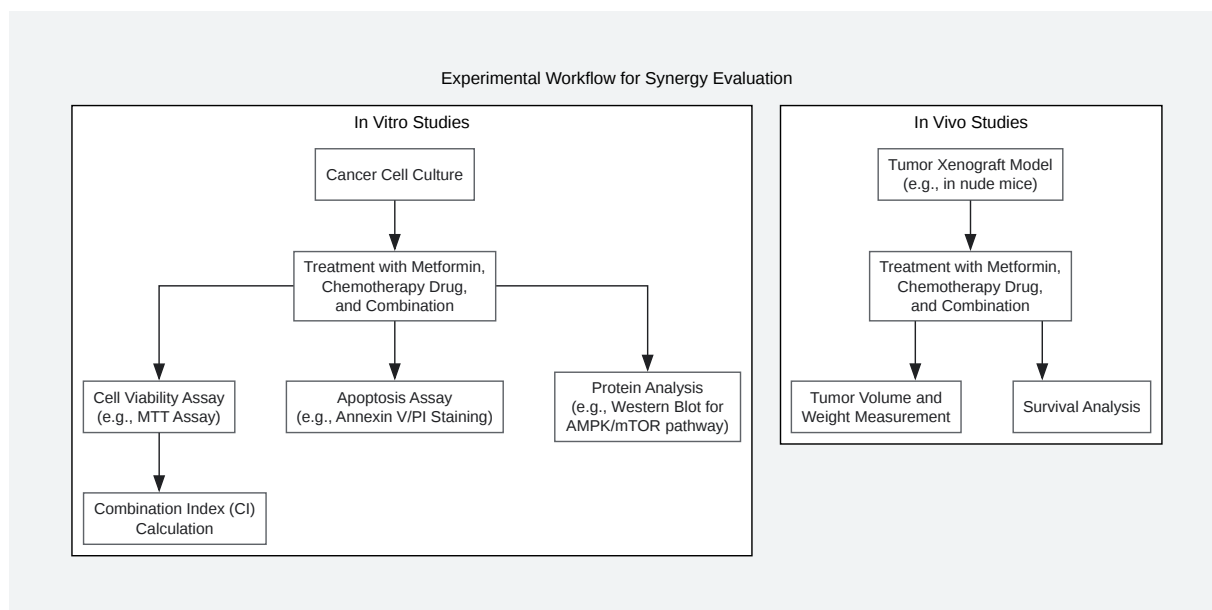 Experimental Workflow for Synergy Evaluation
In Vitro Studies
Cancer Cell Culture
Treatment with Metformin,
Chemotherapy Drug,
and Combination
Cell Viability Assay
(e.g., MTT Assay)
Apoptosis Assay
(e.g., Annexin V/PI Staining)
Protein Analysis
(e.g., Western Blot for
AMPK/mTOR pathway)
Combination Index (CI)
Calculation
In Vivo Studies
Tumor Xenograft Model
(e.g., in nude mice)
Treatment with Metformin,
Chemotherapy Drug,
and Combination
Tumor Volume and
Weight Measurement
Survival Analysis